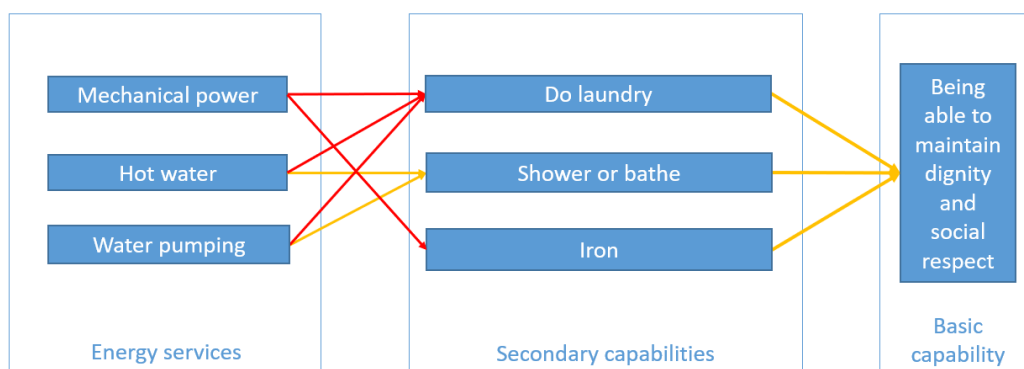 Mechanical power
Hot water
Water pumping
Energy services
Do laundry
Shower or bathe
Iron
Secondary capabilities
Being
able to
maintain
dignity
and
social
respect
Basic
capability